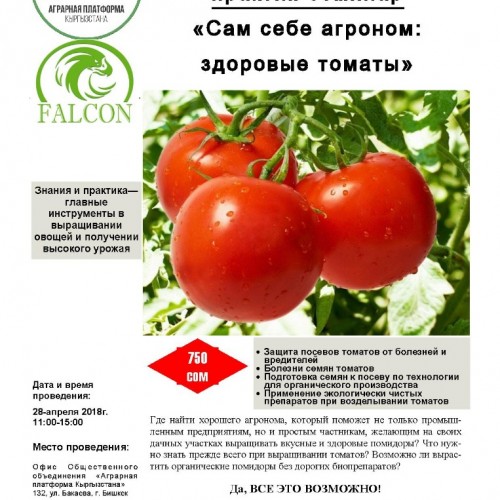 АГРАРНАЯ ПЛАТФОРМА
КЫРГЫЗСТАНА
«Сам себе агроном:
здоровые томаты»
FALCON
Знания и практика—
главные
инструменты в
выращивании
овощей и получении
высокого урожая
750
СОМ
• Защита посевов томатов от болезней и
вредителей
• Болезни семян томатов
• Подготовка семян к посеву по технологии
для органического производства
• Применение экологически чистых
препаратов при возделывании томатов
Дата и время
проведения:
28-апреля 2018г.
11:00-15:00
Место проведения:
Офис Общественного
объединения «Аграрная
платформа Кыргызстана»
132, ул. Бакаева, г. Бишкек
Где найти хорошего агронома, который поможет не только промыш-
ленным предприятиям, но и простым частникам, желающим на своих
дачных участках выращивать вкусные и здоровые помидоры? Что нуж-
но знать прежде всего при выращивании томатов? Возможно ли вырас-
тить органические помидоры без дорогих биопрепаратов?
Да, ВСЕ ЭТО ВОЗМОЖНО!